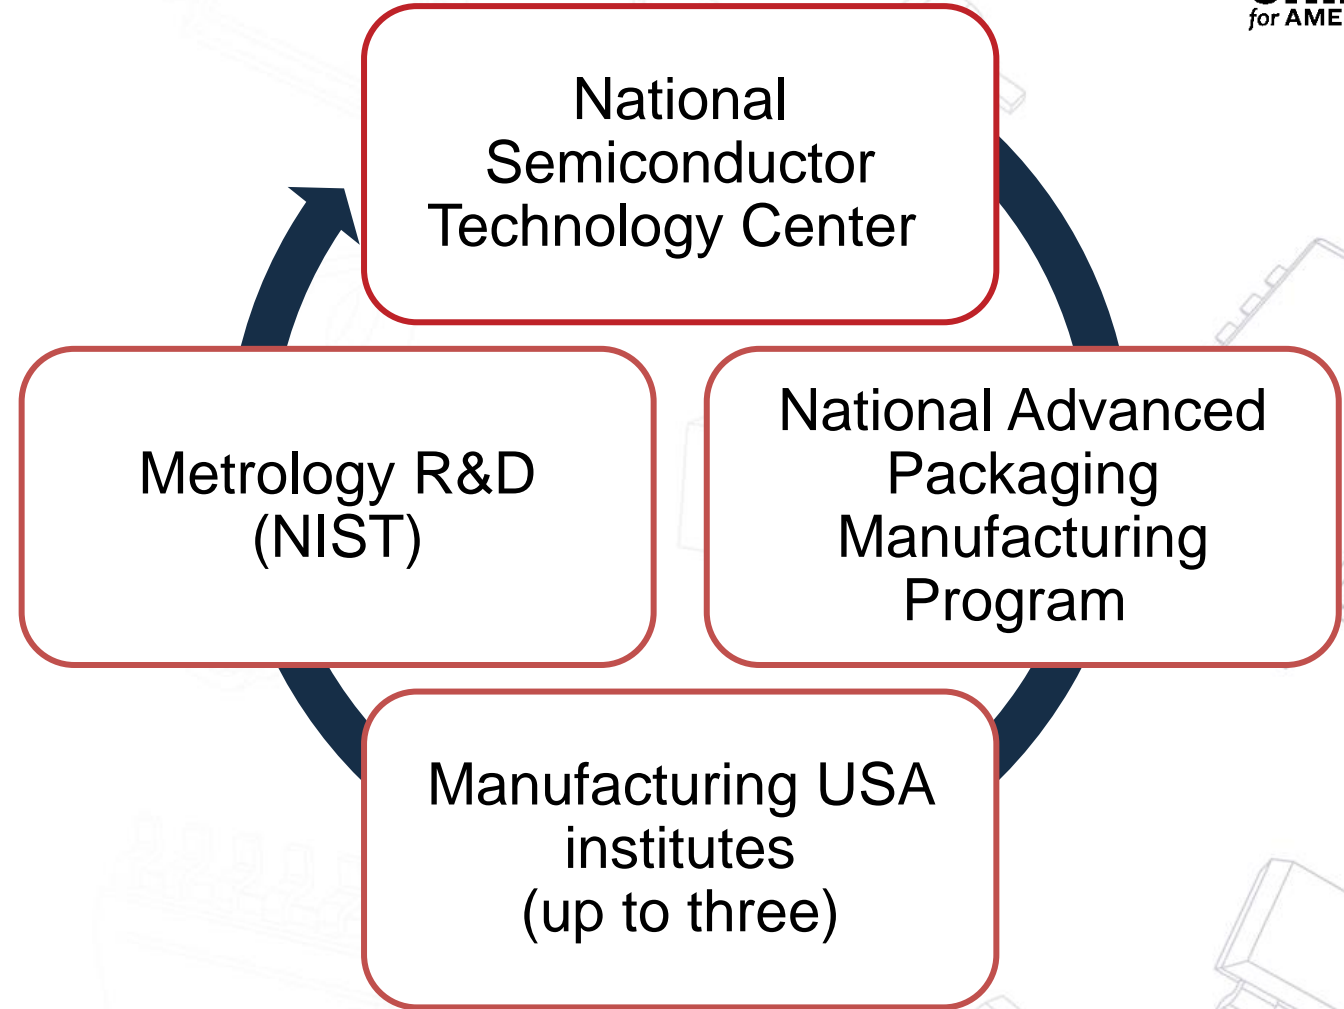 for AME
National
Semiconductor
Technology Center
Metrology R&D
(NIST)
National Advanced
Packaging
Manufacturing
Program
Manufacturing USA
institutes
(up to three)